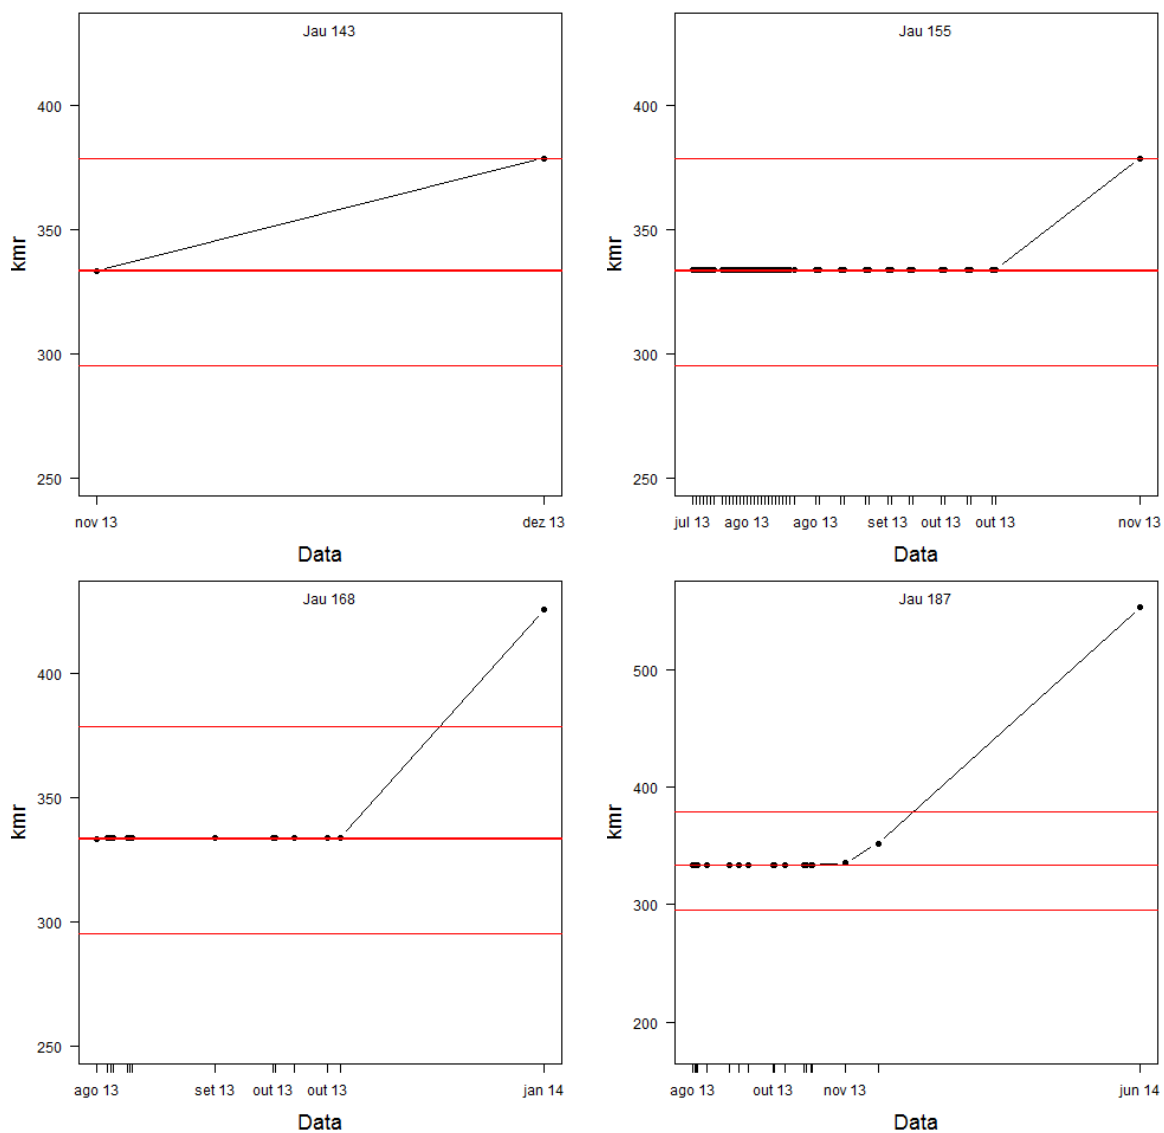 Jau 143
400
350
300
250
kmr
nov 13 dez 13
Data
Jau 155
400
350
300
250
kmr
jul 13 ago 13 ago 13 set 13 out 13 out 13 nov 13
Data
Jau 168
400
350
300
250
kmr
ago 13 set 13 out 13 out 13 jan 14
Data
Jau 187
500
400
300
200
kmr
ago 13 out 13 nov 13 jun 14
Data